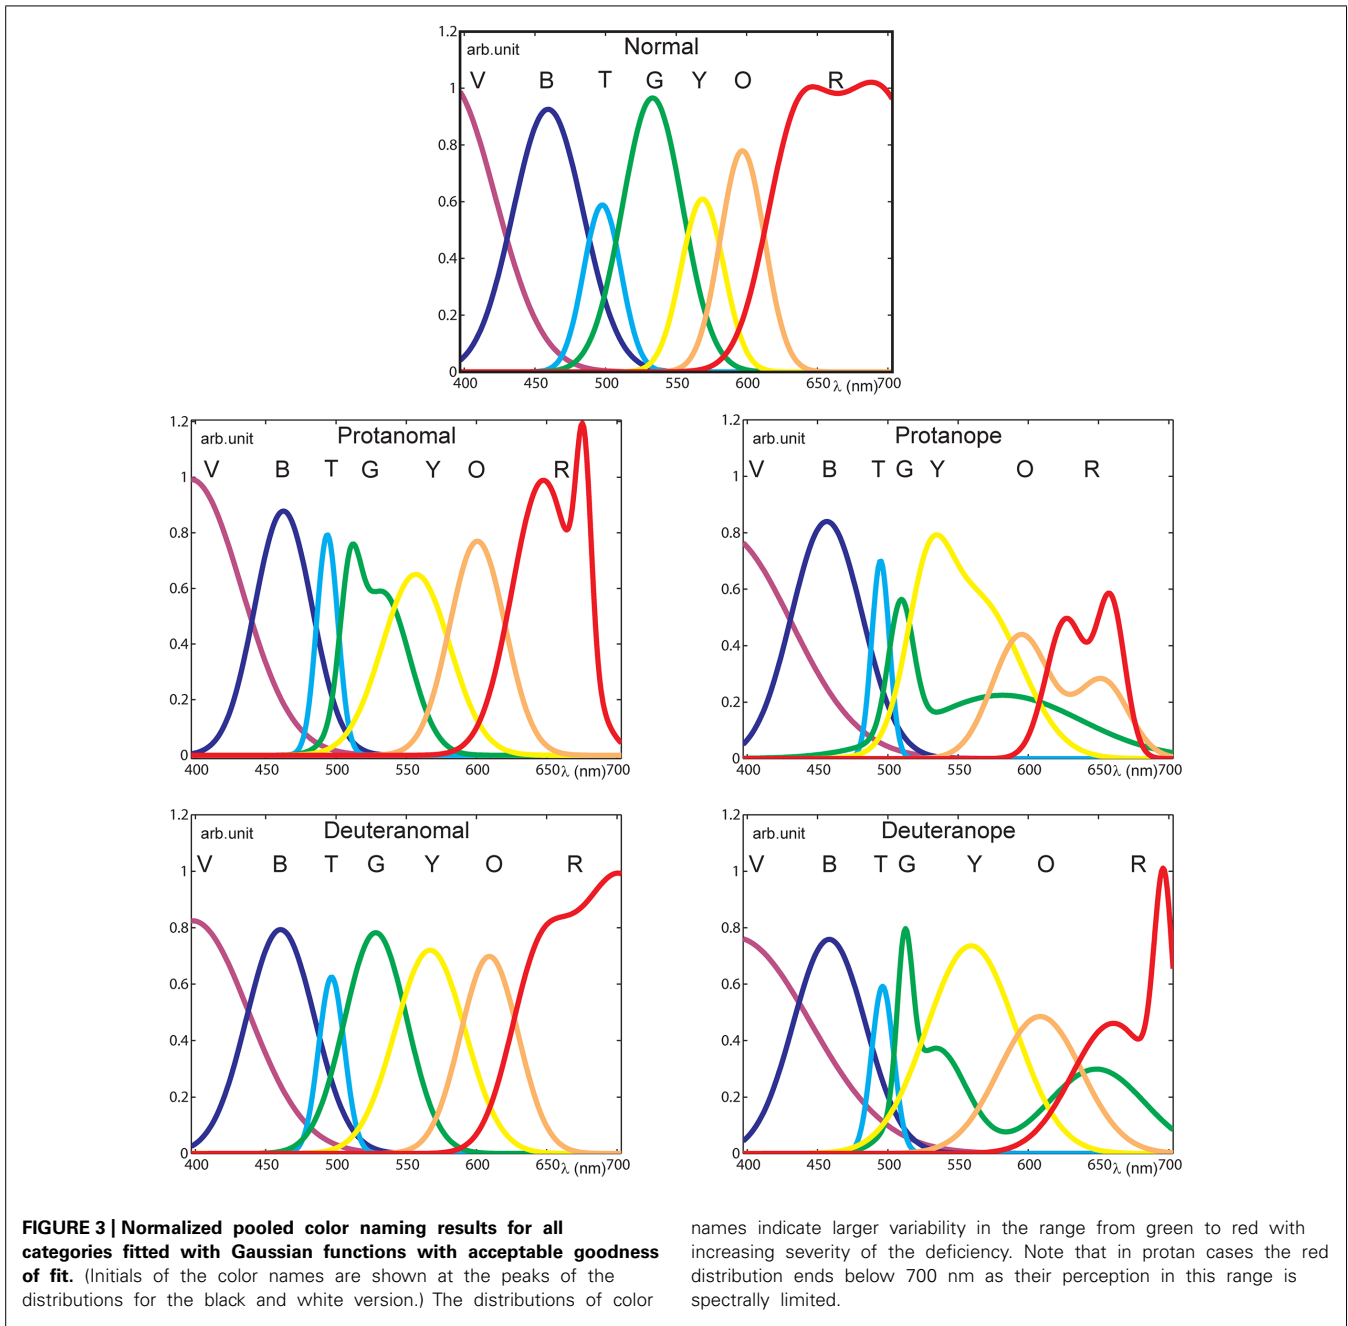 1.2
arb.unit
Normal
V B T G Y O R
1
0.8
0.6
0.4
0.2
0
400 450 500 550 600 650 λ (nm) 700
1.2
arb.unit
Protanomal
V B T G Y O R
1
0.8
0.6
0.4
0.2
0
400 450 500 550 600 650 λ (nm) 700
1.2
arb.unit
Protanope
V B T G Y O R
1
0.8
0.6
0.4
0.2
0
400 450 500 550 600 650 λ (nm) 700
1.2
arb.unit
Deuteranomal
V B T G Y O R
1
0.8
0.6
0.4
0.2
0
400 450 500 550 600 650 λ (nm) 700
1.2
arb.unit
Deuteranope
V B T G Y O R
1
0.8
0.6
0.4
0.2
0
400 450 500 550 600 650 λ (nm) 700
FIGURE 3 | Normalized pooled color naming results for all
categories fitted with Gaussian functions with acceptable goodness
of fit. (Initials of the color names are shown at the peaks of the
distributions for the black and white version.) The distributions of color
names indicate larger variability in the range from green to red with
increasing severity of the deficiency. Note that in protan cases the red
distribution ends below 700 nm as their perception in this range is
spectrally limited.